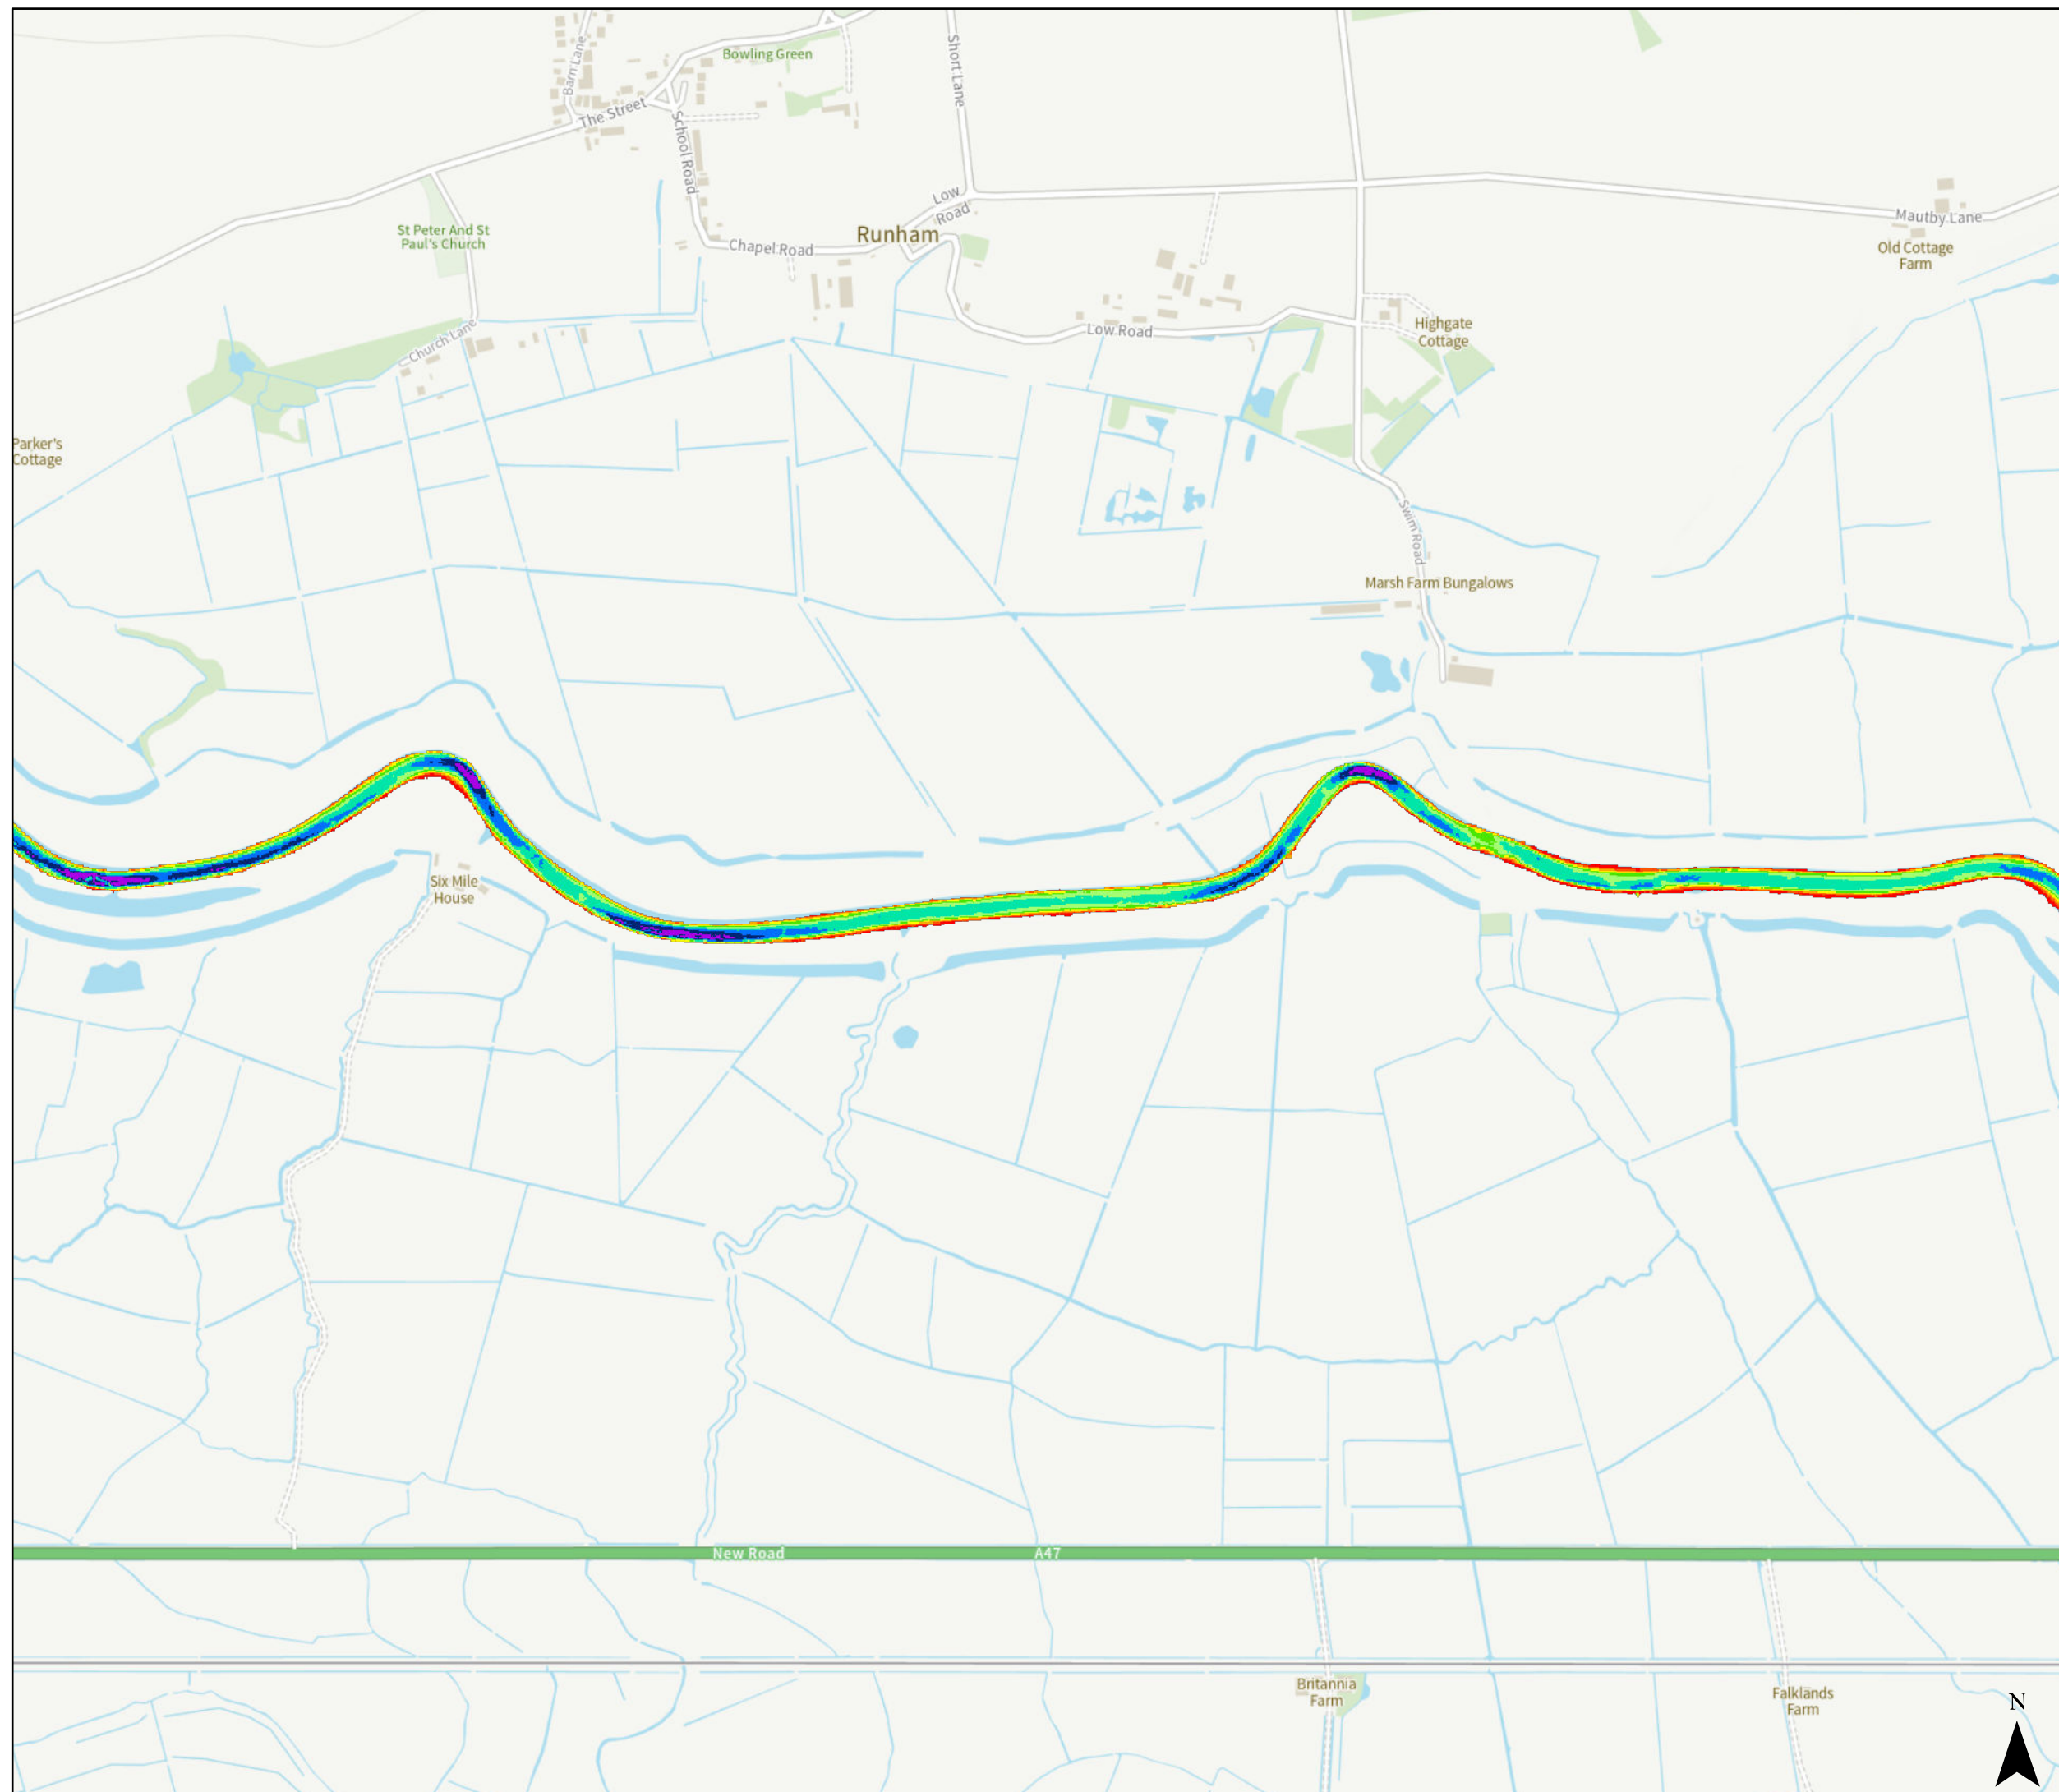 Bowling Green
Barn Lane
Short Lane
The Street
School Road
Low
Road
Mautby Lane
St Peter And St
Paul's Church
Runham
Chapel Road
Old Cottage
Farm
Church Lane
Low Road
Highgate
Cottage
Parker's
Cottage
Swim Road
Marsh Farm Bungalows
Six Mile
House
New Road
A47
Britannia
Farm
Falklands
Farm
N